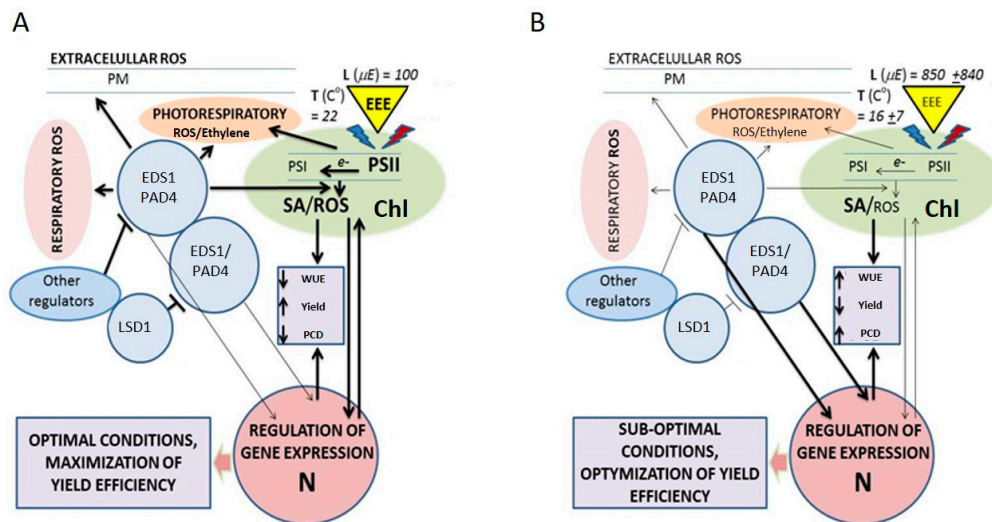 A
EXTRACELULLAR ROS
PM
L (µE) = 100
T (C°)
= 22
EEE
PHOTORESPIRATORY
ROS/Ethylene
RESPIRATORY ROS
EDS1
PAD4
PSI
e-
PSII
SA/ROS
Chl
EDS1/
PAD4
Other
regulators
LSD1
WUE
Yield
PCD
REGULATION OF
GENE EXPRESSION
N
OPTIMAL CONDITIONS,
MAXIMIZATION OF
YIELD EFFICIENCY
B
EXTRACELULLAR ROS
PM
L (µE) = 850 ±840
T (C°)
= 16 ±7
EEE
PHOTORESPIRATORY
ROS/Ethylene
RESPIRATORY ROS
EDS1
PAD4
PSI
e-
PSII
SA/ROS
Chl
EDS1/
PAD4
Other
regulators
LSD1
WUE
Yield
PCD
REGULATION OF
GENE EXPRESSION
N
SUB-OPTIMAL
CONDITIONS,
OPTYMIZATION OF YIELD
EFFICIENCY